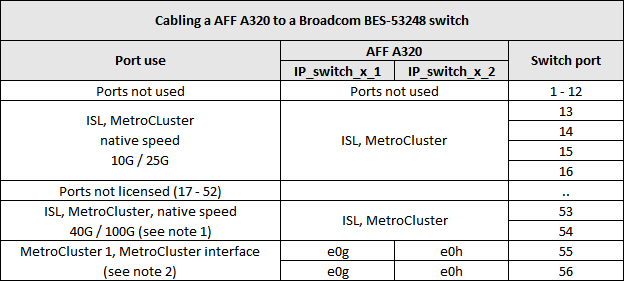 Cabling a AFF A320 to a Broadcom BES-53248 switch
Port use
AFF A320
Switch port
IP_switch_x_1
IP_switch_x_2
Ports not used
Ports not used
1 - 12
ISL, MetroCLuster
native speed
10G / 25G
ISL, MetroCluster
13
14
15
16
Ports not licensed (17 - 52)
..
ISL, MetroCluster, native speed
40G / 100G (see note 1)
ISL, MetroCluster
53
54
MetroCluster 1, MetroCluster interface
(see note 2)
e0g
e0h
55
e0g
e0h
56